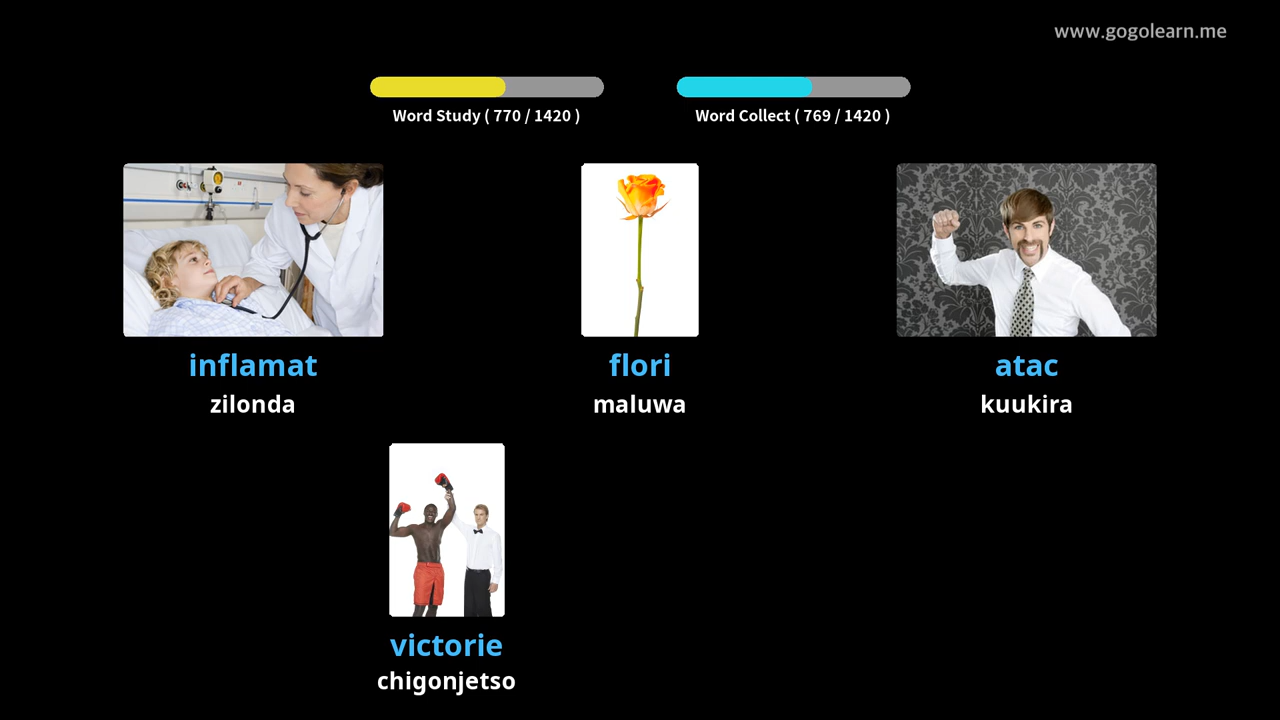 www.gogolearn.me
Word Study ( 770 / 1420 )
Word Collect ( 769 / 1420 )
inflamat
zilonda
flori
maluwa
atac
kuukira
victorie
chigonjetso